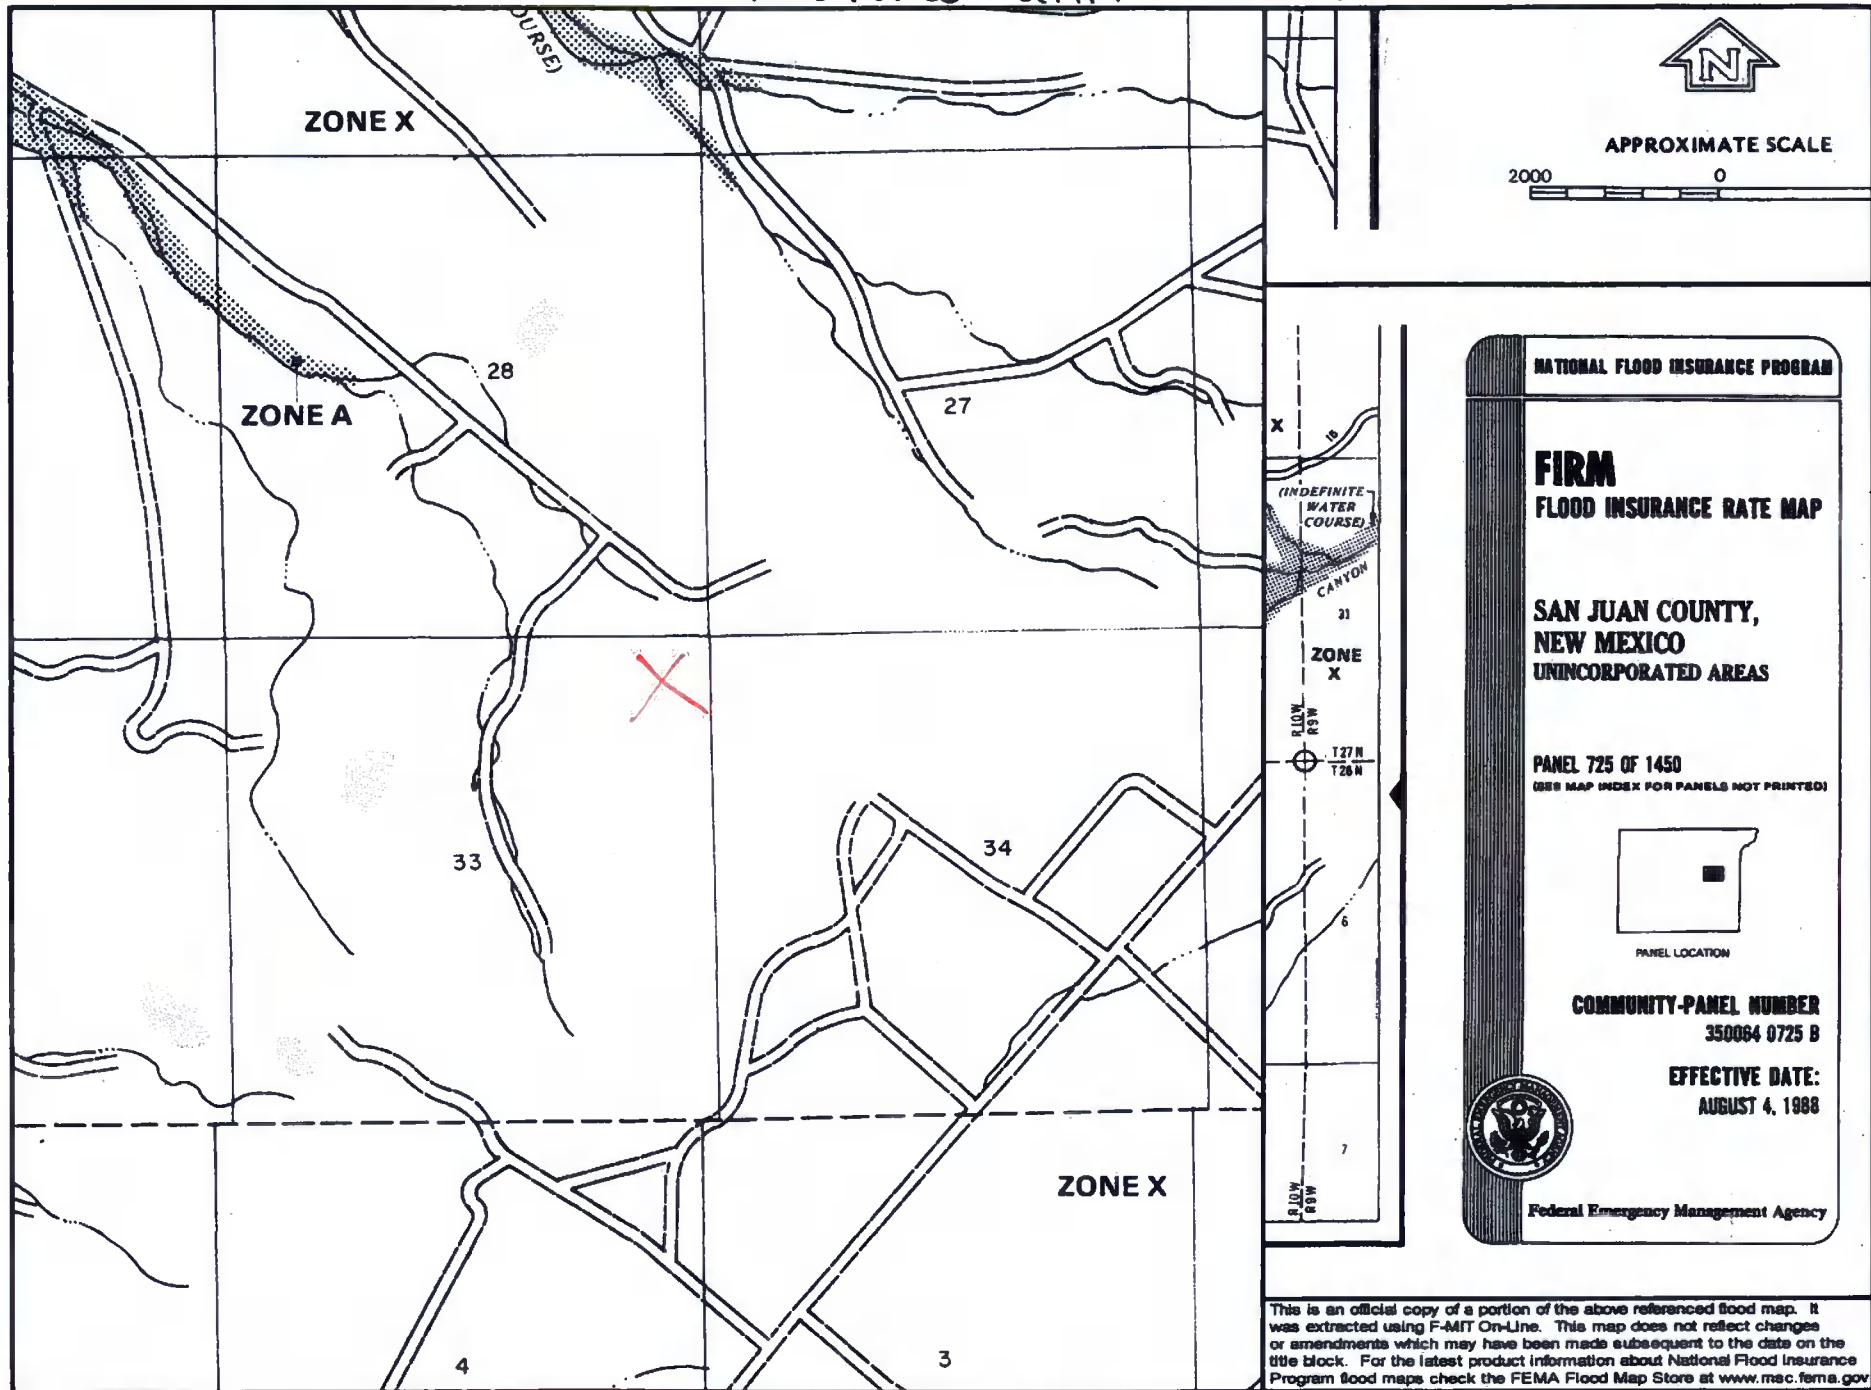 OURSE)
ZONE X
28
ZONE A
27
33
34
ZONE X
4
3
N
APPROXIMATE SCALE
2000 0
X
15
(INDEFINITE
WATER
COURSE)
CANYON
31
ZONE
X
R10W
R9W
T27N
T26N
6
7
R10W
R9W
NATIONAL FLOOD INSURANCE PROGRAM
FIRM
FLOOD INSURANCE RATE MAP
SAN JUAN COUNTY,
NEW MEXICO
UNINCORPORATED AREAS
PANEL 725 OF 1450
(SEE MAP INDEX FOR PANELS NOT PRINTED)
PANEL LOCATION
COMMUNITY-PANEL NUMBER
350064 0725 B
EFFECTIVE DATE:
AUGUST 4, 1988
Federal Emergency Management Agency
This is an official copy of a portion of the above referenced flood map. It
was extracted using F-MIT On-Line. This map does not reflect changes
or amendments which may have been made subsequent to the date on the
title block. For the latest product information about National Flood Insurance
Program flood maps check the FEMA Flood Map Store at www.msc.fema.gov